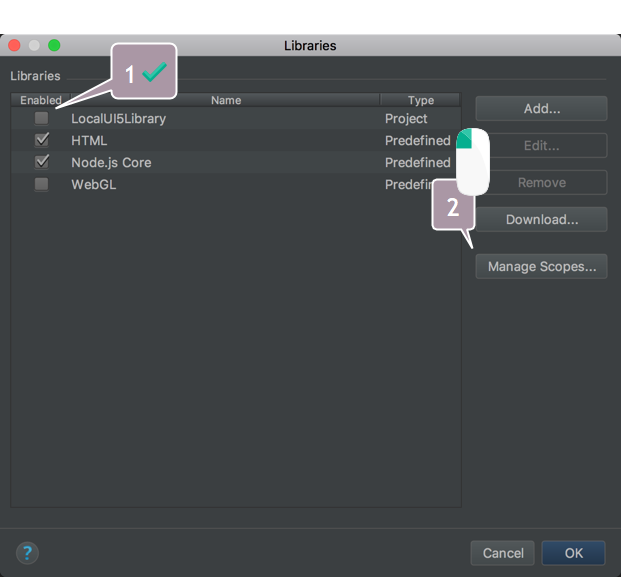 Libraries
1
Libraries
Enabled Name Type
LocalUI5Library Project
HTML Predefined
Node.js Core Predefined
WebGL
Add...
Edit...
Remove
2
Download...
Manage Scopes...
?
Cancel OK